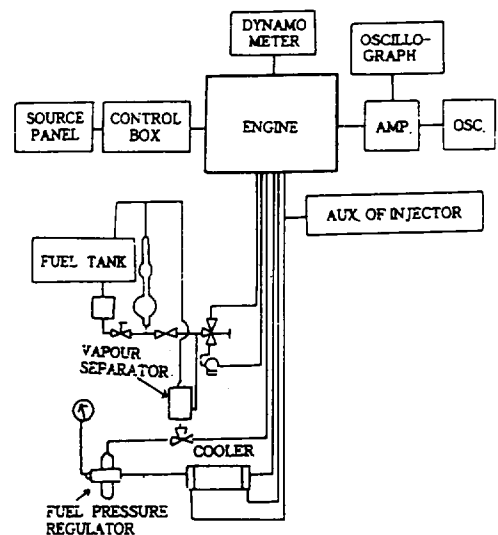 DYNAMO
METER
OSCILLO-
GRAPH
SOURCE
PANEL
CONTROL
BOX
ENGINE
AMP.
OSC.
AUX. OF INJECTOR
FUEL TANK
VAPOUR
SEPARATOR
COOLER
FUEL PRESSURE
REGULATOR